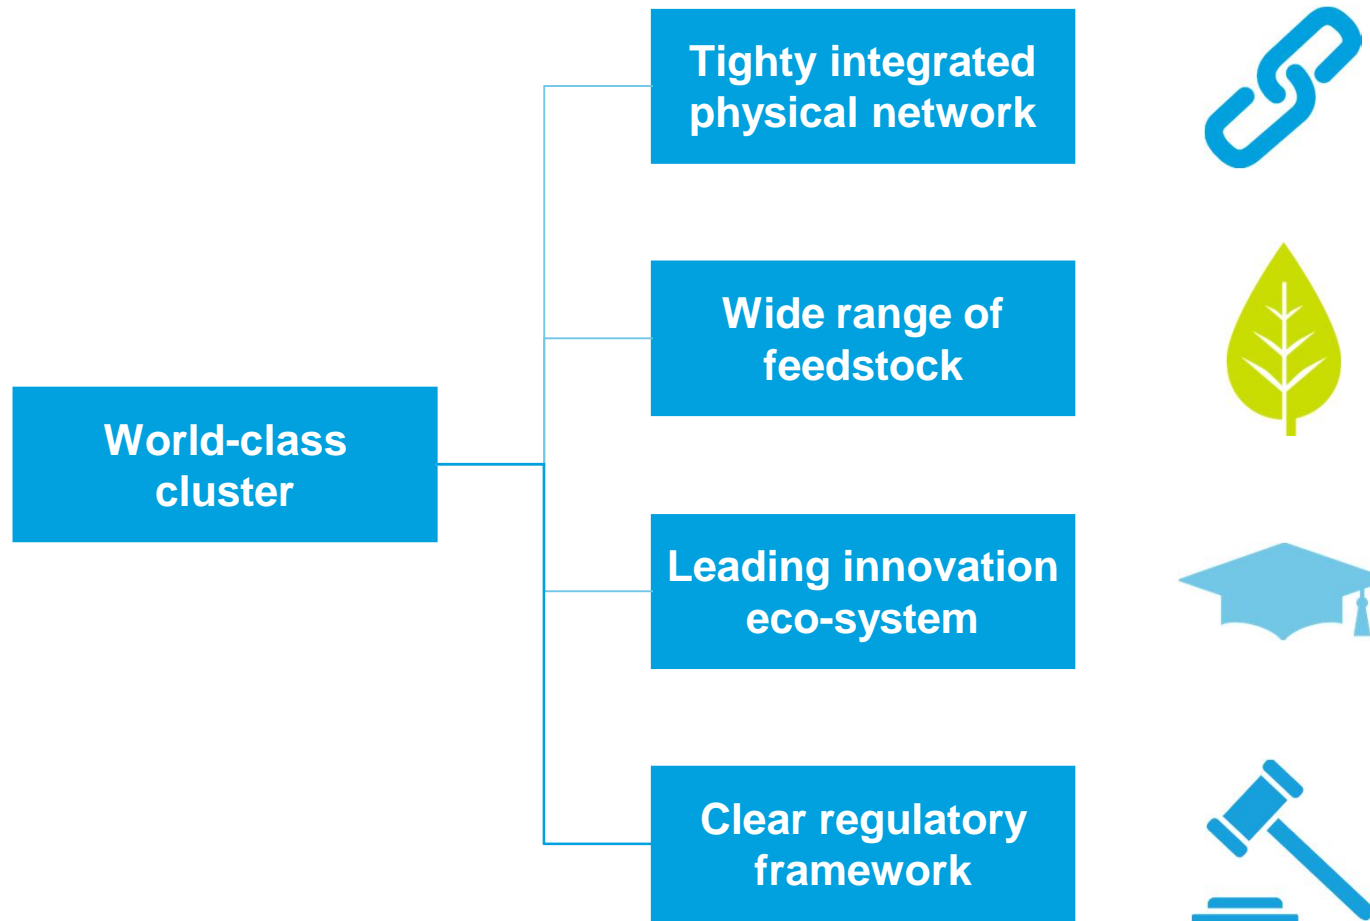 Tighty integrated
physical network
Wide range of
feedstock
World-class
cluster
Leading innovation
eco-system
Clear regulatory
framework